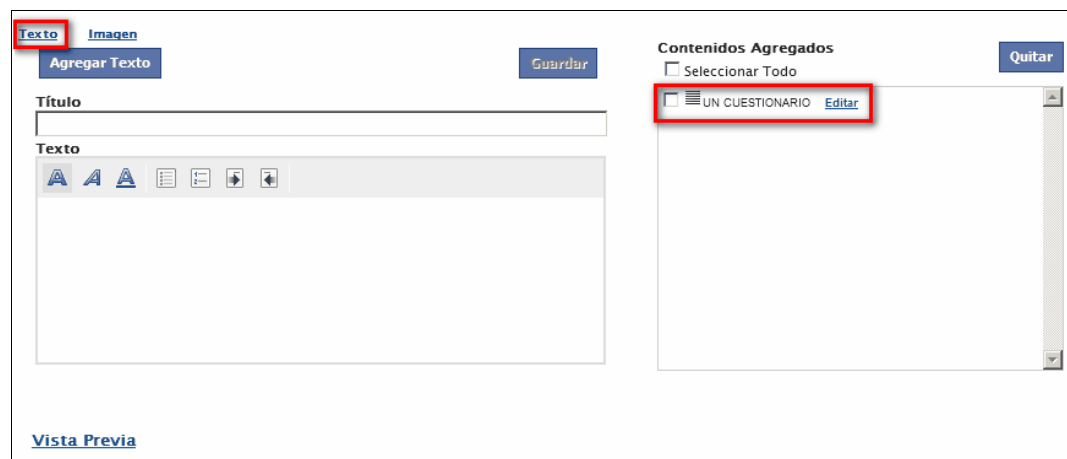 Texto Imagen
Agregar Texto Guardar
Título
Texto
A A A
Contenidos Agregados Quitar
Seleccionar Todo
UN CUESTIONARIO Editar
Vista Previa